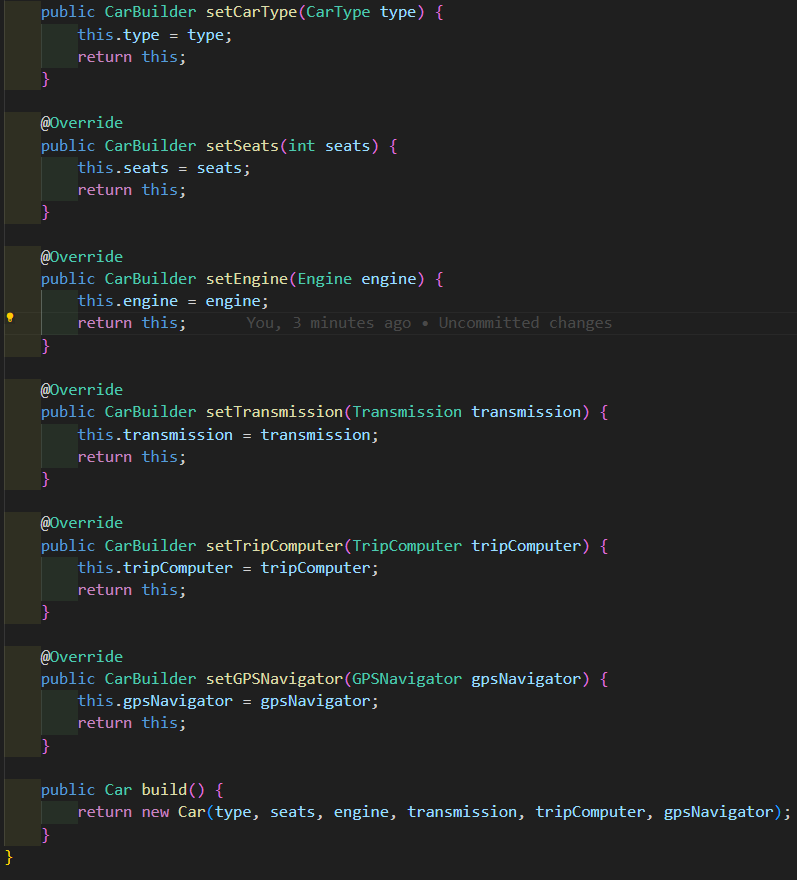 public CarBuilder setCarType(CarType type) {
this.type = type;
return this;
}
@Override
public CarBuilder setSeats(int seats) {
this.seats = seats;
return this;
}
@Override
public CarBuilder setEngine(Engine engine) {
this.engine = engine;
return this; You, 3 minutes ago • Uncommitted changes
}
@Override
public CarBuilder setTransmission(Transmission transmission) {
this.transmission = transmission;
return this;
}
@Override
public CarBuilder setTripComputer(TripComputer tripComputer) {
this.tripComputer = tripComputer;
return this;
}
@Override
public CarBuilder setGPSNavigator(GPSNavigator gpsNavigator) {
this.gpsNavigator = gpsNavigator;
return this;
}
public Car build() {
return new Car(type, seats, engine, transmission, tripComputer, gpsNavigator);
}
}